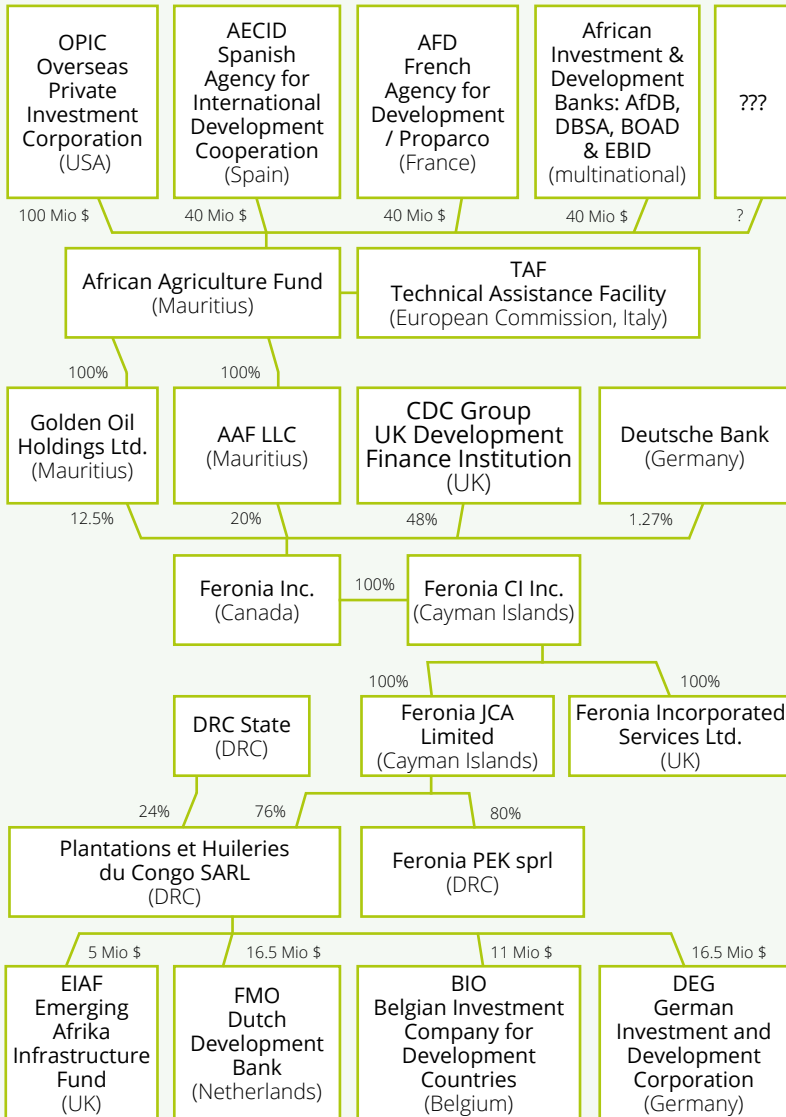 OPIC
Overseas
Private
Investment
Corporation
(USA)
AECID
Spanish
Agency for
International
Development
Cooperation
(Spain)
AFD
French
Agency for
Development
/ Proparco
(France)
African
Investment &
Development
Banks: AfDB,
DBSA, BOAD
& EBID
(multinational)
???
100 Mio $
40 Mio $
40 Mio $
40 Mio $
?
African Agriculture Fund
(Mauritius)
TAF
Technical Assistance Facility
(European Commission, Italy)
100%
100%
Golden Oil
Holdings Ltd.
(Mauritius)
AAF LLC
(Mauritius)
CDC Group
UK Development
Finance Institution
(UK)
Deutsche Bank
(Germany)
12.5%
20%
48%
1.27%
Feronia Inc.
(Canada)
100%
Feronia CI Inc.
(Cayman Islands)
100%
100%
DRC State
(DRC)
Feronia JCA
Limited
(Cayman Islands)
Feronia Incorporated
Services Ltd.
(UK)
24%
76%
80%
Plantations et Huileries
du Congo SARL
(DRC)
Feronia PEK sprl
(DRC)
5 Mio $
16.5 Mio $
11 Mio $
16.5 Mio $
EIAF
Emerging
Afrika
Infrastructure
Fund
(UK)
FMO
Dutch
Development
Bank
(Netherlands)
BIO
Belgian Investment
Company for
Development
Countries
(Belgium)
DEG
German
Investment and
Development
Corporation
(Germany)